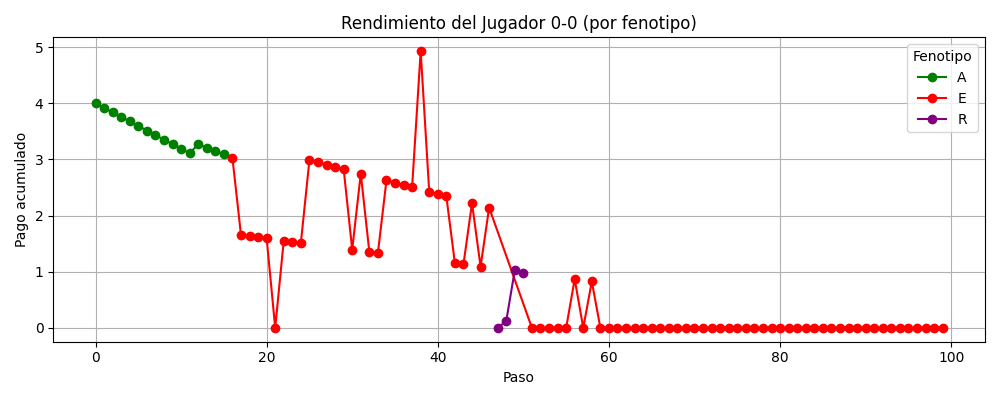 Rendimiento del Jugador 0-0 (por fenotipo)
Pago acumulado
5
4
3
2
1
0
Fenotipo
A
E
R
0 20 40 60 80 100
Paso